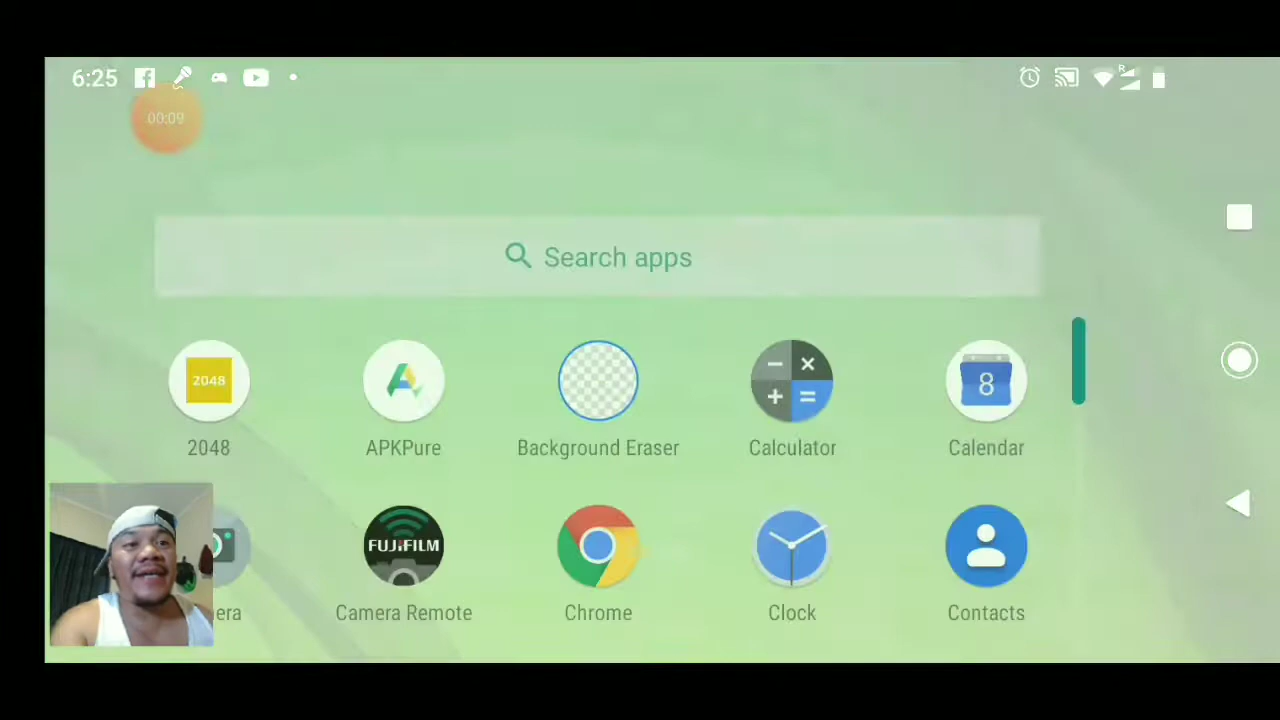 6:25
00:09
Search apps
2048
8
FUJIFILM
2048
APKPure
Background Eraser
Calculator
Calendar
era
Camera Remote
Chrome
Clock
Contacts
R